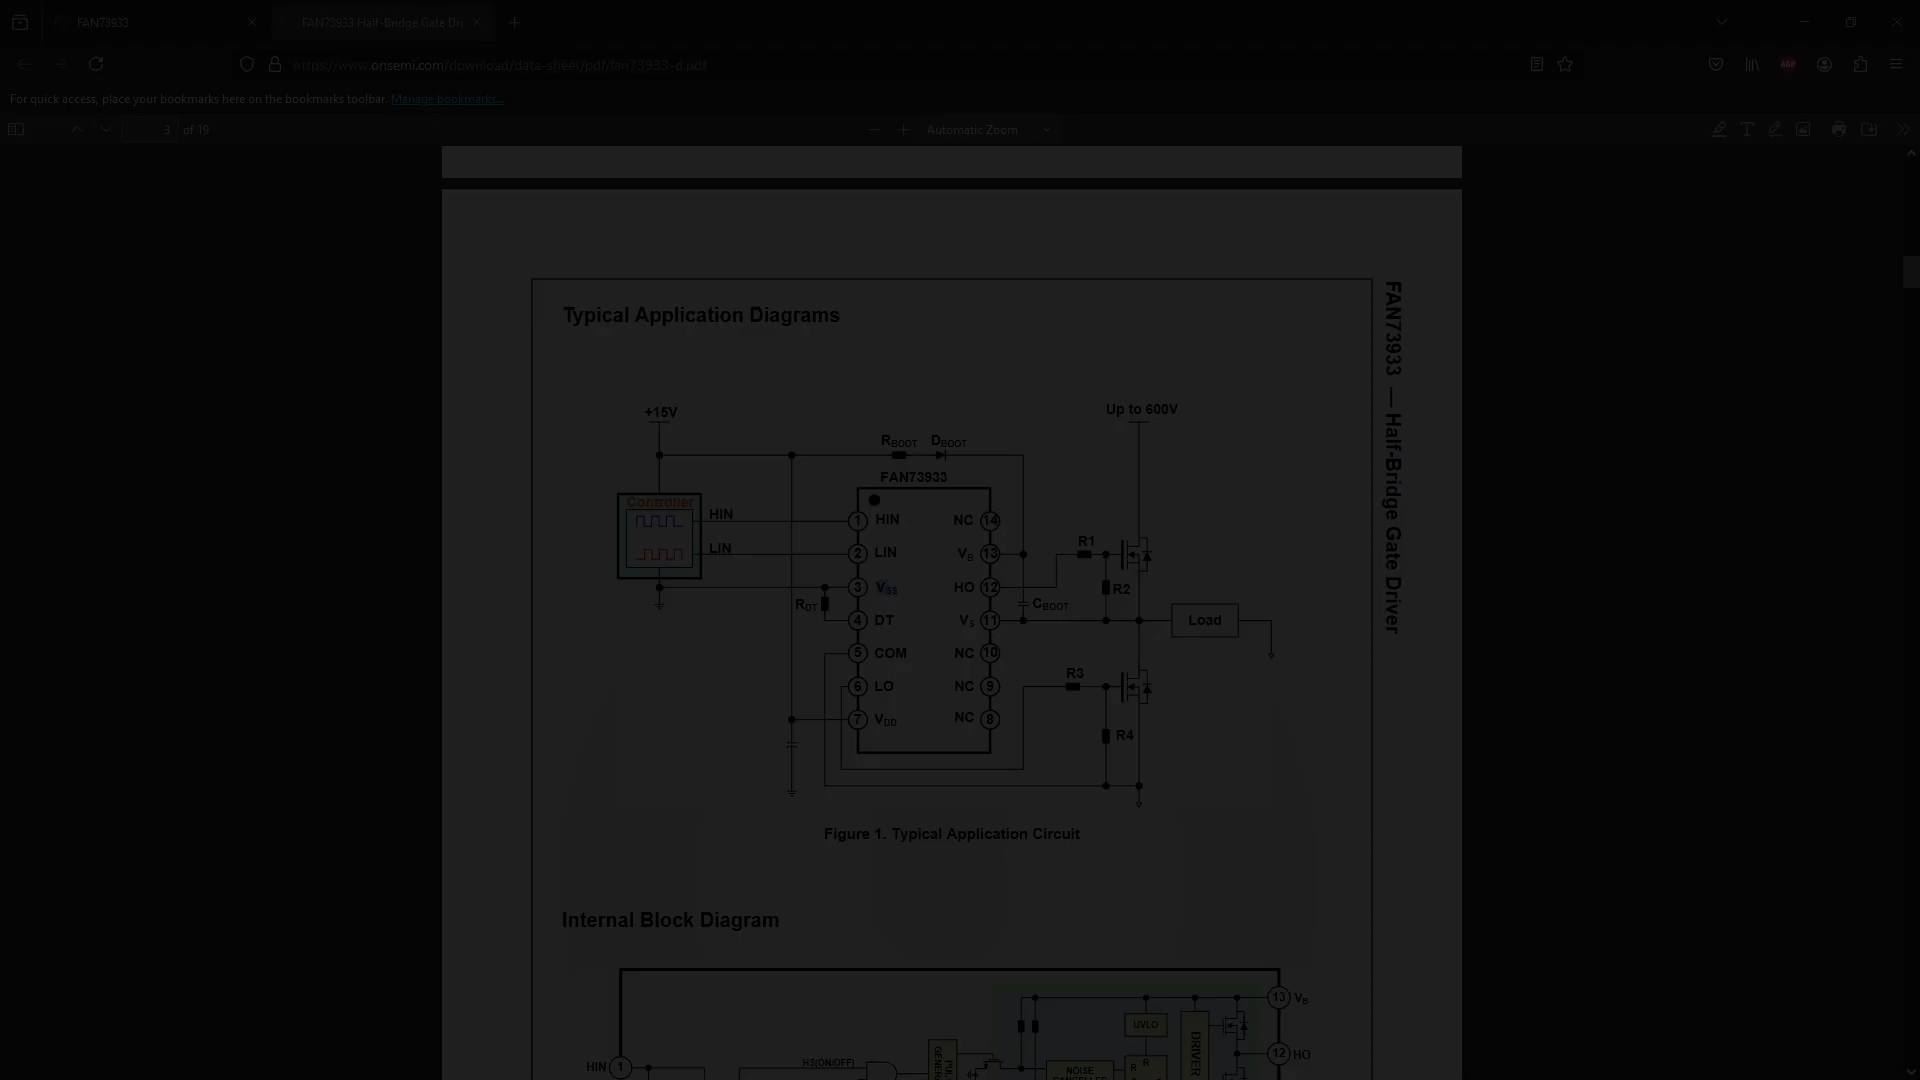 FAN73933
FAN73933 Half-Bridge Gate Dri
https://www.onsemi.com/download/data-sheet/pdf/fan73933-d.pdf
ABP
For quick access, place your bookmarks here on the bookmarks toolbar. Manage bookmarks...
3 of 19
Automatic Zoom
FAN73933 — Half-Bridge Gate Driver
Typical Application Diagrams
+15V
Up to 600V
RBOOT DBOOT
FAN73933
Controller
HIN
LIN
1 HIN
2 LIN
3 VSS
4 DT
5 COM
6 LO
7 VDD
NC 14
VB 13
HO 12
VS 11
NC 10
NC 9
NC 8
RDT
CBOOT
R1
R2
R3
R4
Load
Figure 1. Typical Application Circuit
Internal Block Diagram
13 VB
UVLO
DRIVER
12 HO
HIN 1
HS(ON/OFF)
NOISE
R R